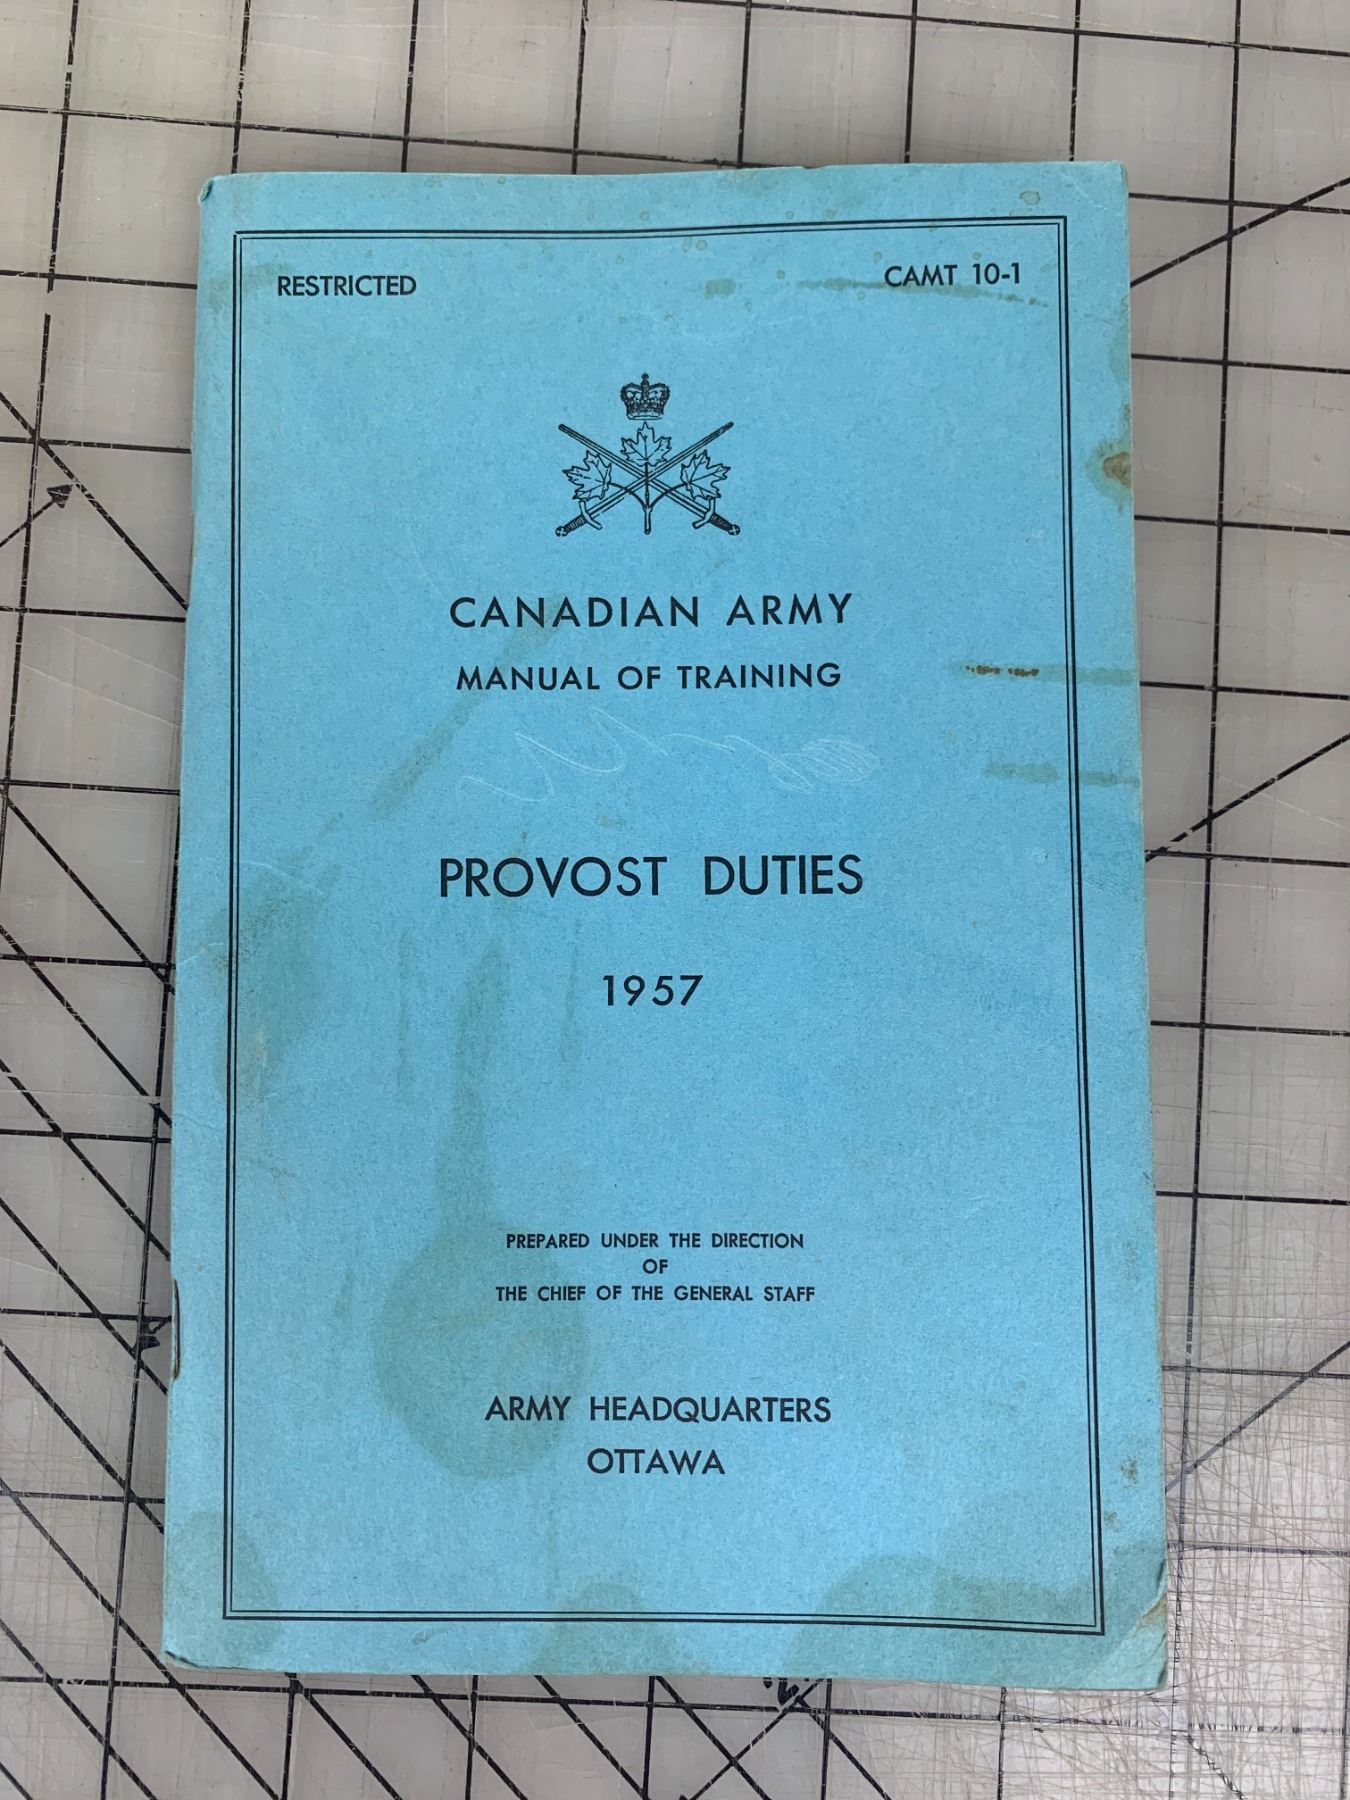 RESTRICTED
CAMT 10-1
CANADIAN ARMY
MANUAL OF TRAINING
PROVOST DUTIES
1957
PREPARED UNDER THE DIRECTION
OF
THE CHIEF OF THE GENERAL STAFF
ARMY HEADQUARTERS
OTTAWA